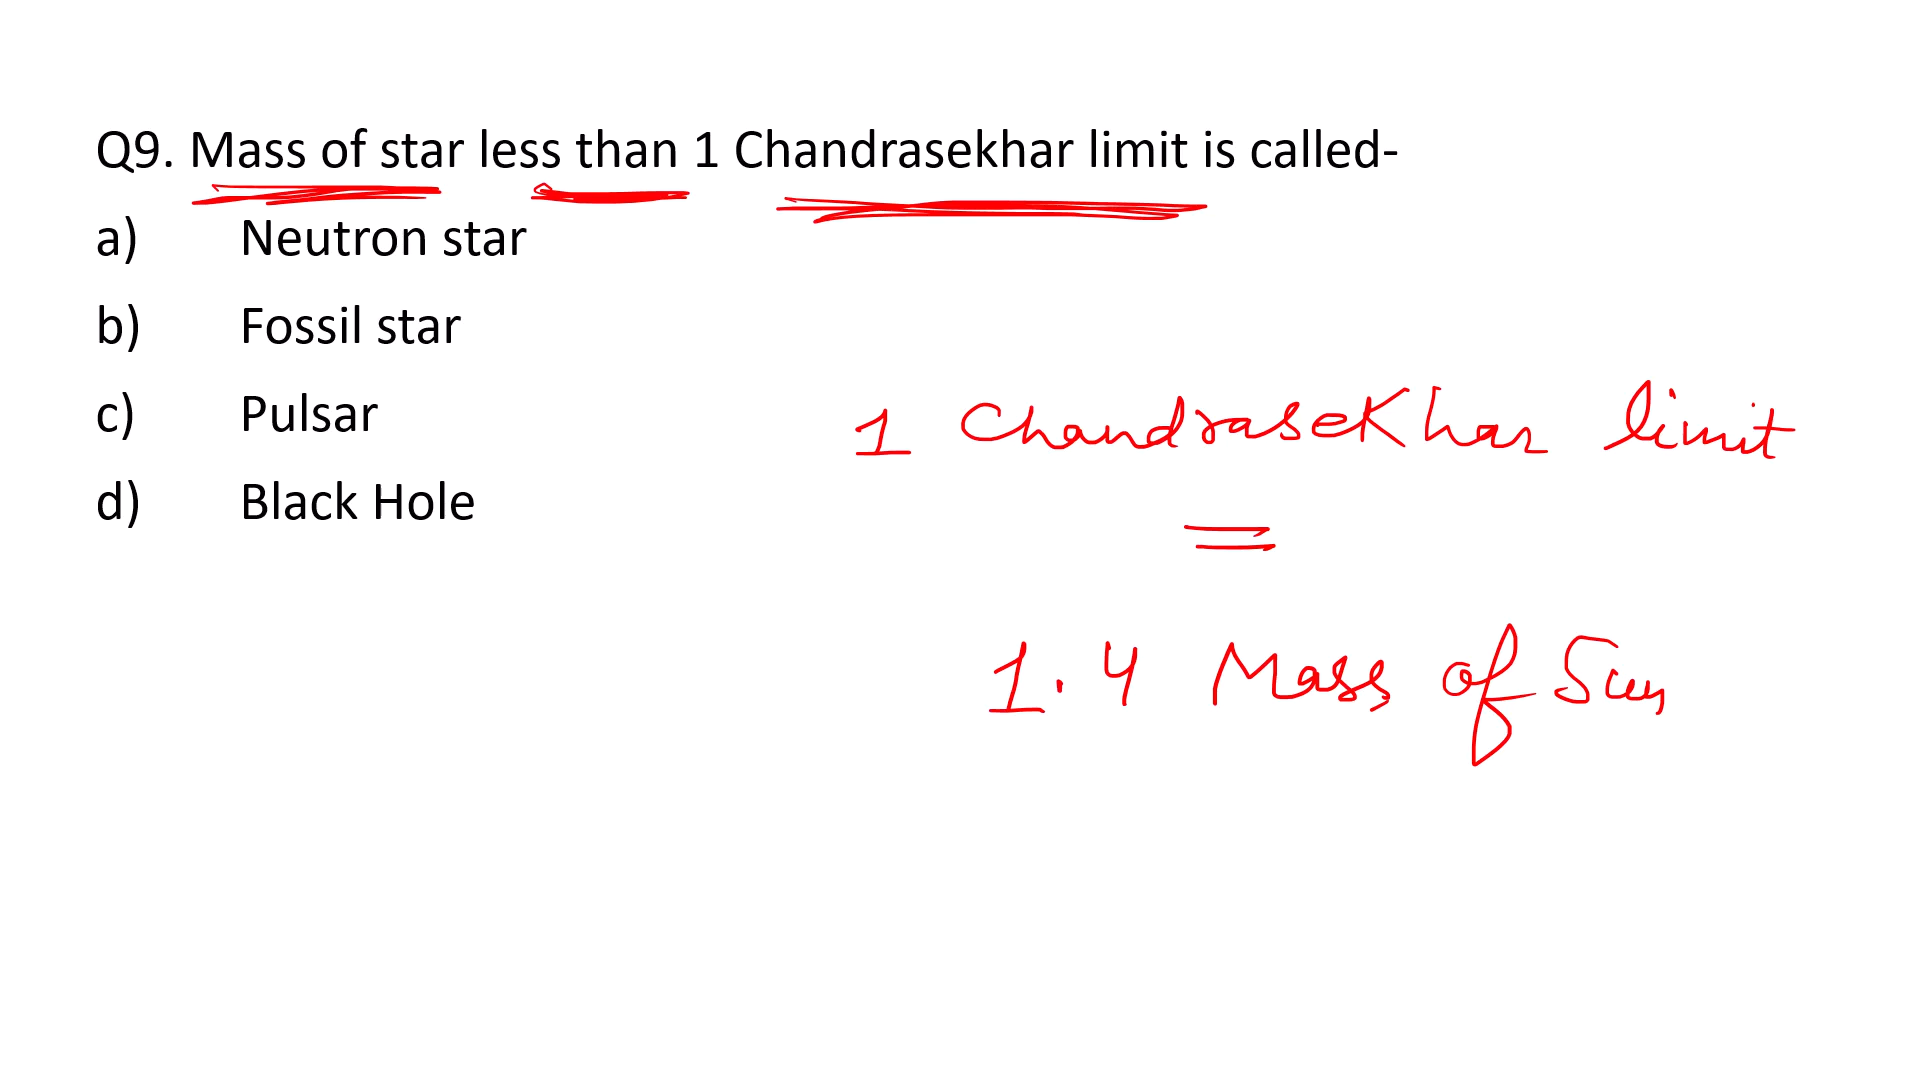 Q9. Mass of star less than 1 Chandrasekhar limit is called-
a) Neutron star
b) Fossil star
c) Pulsar
d) Black Hole
1 Chandrasekhar limit
=
1.4 Mass of Sun